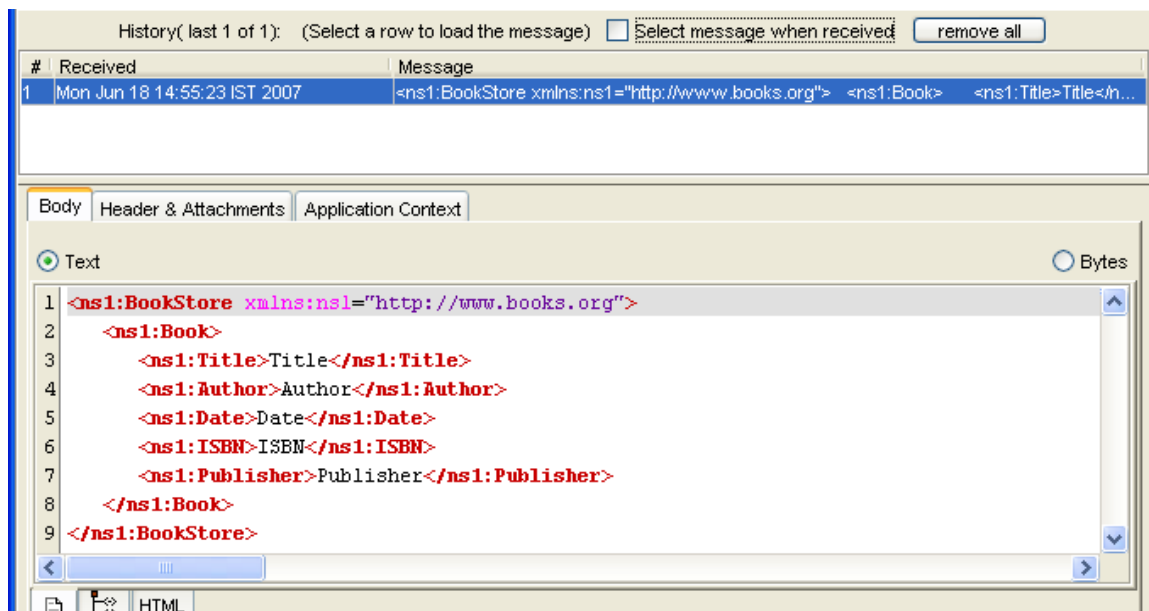 History( last 1 of 1): (Select a row to load the message) Select message when received remove all
# Received Message
1 Mon Jun 18 14:55:23 IST 2007 <ns1:BookStore xmlns:ns1="http://www.books.org"> <ns1:Book> <ns1:Title>Title</n...
Body Header & Attachments Application Context
Text Bytes
1 <ns1:BookStore xmlns:ns1="http://www.books.org">
2 <ns1:Book>
3 <ns1:Title>Title</ns1:Title>
4 <ns1:Author>Author</ns1:Author>
5 <ns1:Date>Date</ns1:Date>
6 <ns1:ISBN>ISBN</ns1:ISBN>
7 <ns1:Publisher>Publisher</ns1:Publisher>
8 </ns1:Book>
9 </ns1:BookStore>
HTML